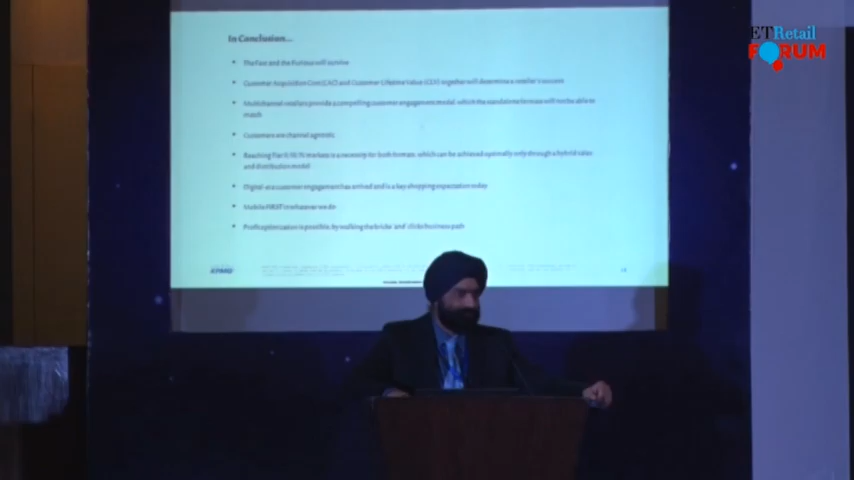 ETRetail
FORUM
In Conclusion...
• The Fast and the Furious will survive
• Customer Acquisition Cost (CAC) and Customer Lifetime Value (CLV) together will determine a retailer's success
• Multichannel retailers provide a compelling customer engagement model, which the standalone formats will not be able to
match
• Customers are channel agnostic
• Reaching Tier II/III/IV markets is a necessity for both formats, which can be achieved optimally only through a hybrid value
and distribution model
• Digital-era customer engagement has arrived and is a key shopping expectation today
• Mobile FIRST in whatever we do
• Profit optimization is possible, by walking the bricks 'and' clicks business path
KPMG